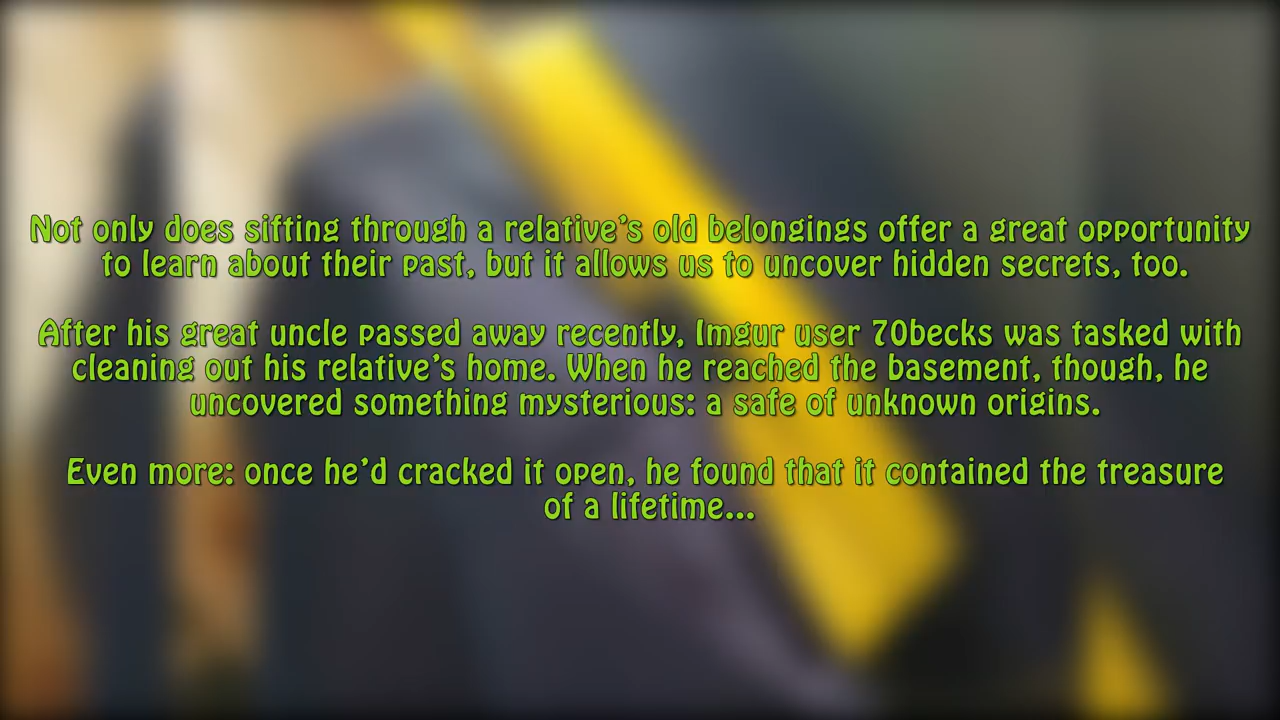 Not only does sifting through a relative's old belongings offer a great opportunity
to learn about their past, but it allows us to uncover hidden secrets, too.
After his great uncle passed away recently, Imgur user 70becks was tasked with
cleaning out his relative's home. When he reached the basement, though, he
uncovered something mysterious: a safe of unknown origins.
Even more: once he'd cracked it open, he found that it contained the treasure
of a lifetime...